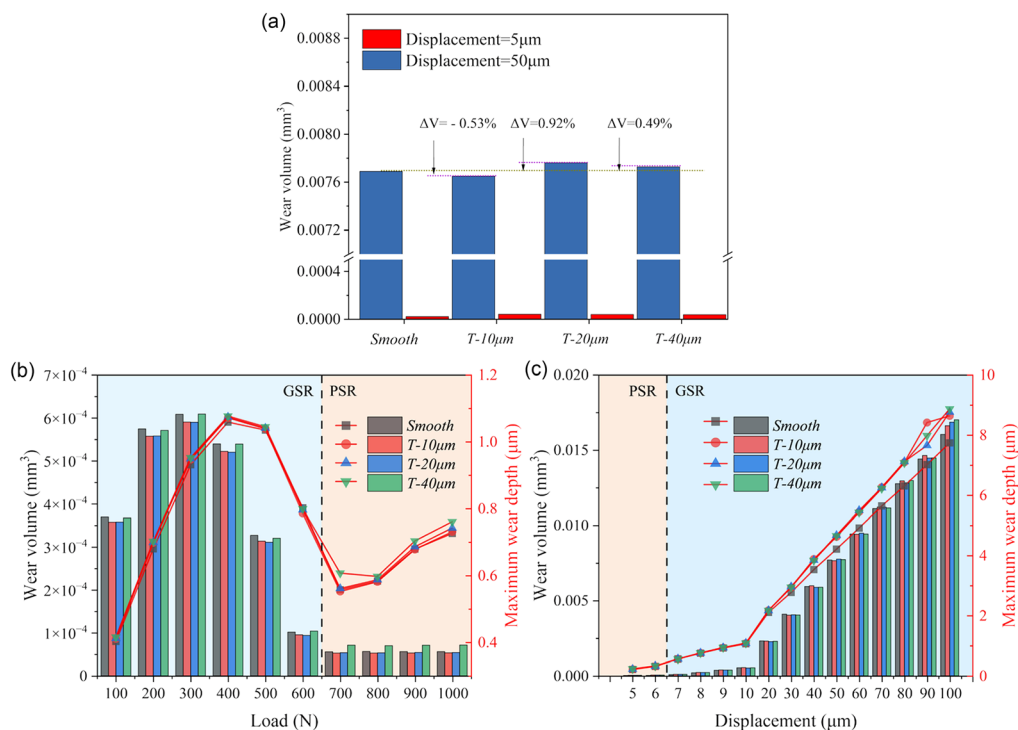 (a)
0.0088
0.0084
0.0080
0.0076
0.0072
0.0004
0.0000
Wear volume (mm³)
Displacement=5μm
Displacement=50μm
ΔV= - 0.53%
ΔV=0.92%
ΔV=0.49%
Smooth
T-10μm
T-20μm
T-40μm
(b)
7×10⁻⁴
6×10⁻⁴
5×10⁻⁴
4×10⁻⁴
3×10⁻⁴
2×10⁻⁴
1×10⁻⁴
0
Wear volume (mm³)
GSR
PSR
Smooth
T-10μm
T-20μm
T-40μm
1.2
1.0
0.8
0.6
0.4
Maximum wear depth (μm)
100 200 300 400 500 600 700 800 900 1000
Load (N)
(c)
0.020
0.015
0.010
0.005
0.000
Wear volume (mm³)
PSR
GSR
Smooth
T-10μm
T-20μm
T-40μm
10
8
6
4
2
0
Maximum wear depth (μm)
5 6 7 8 9 10 20 30 40 50 60 70 80 90 100
Displacement (μm)